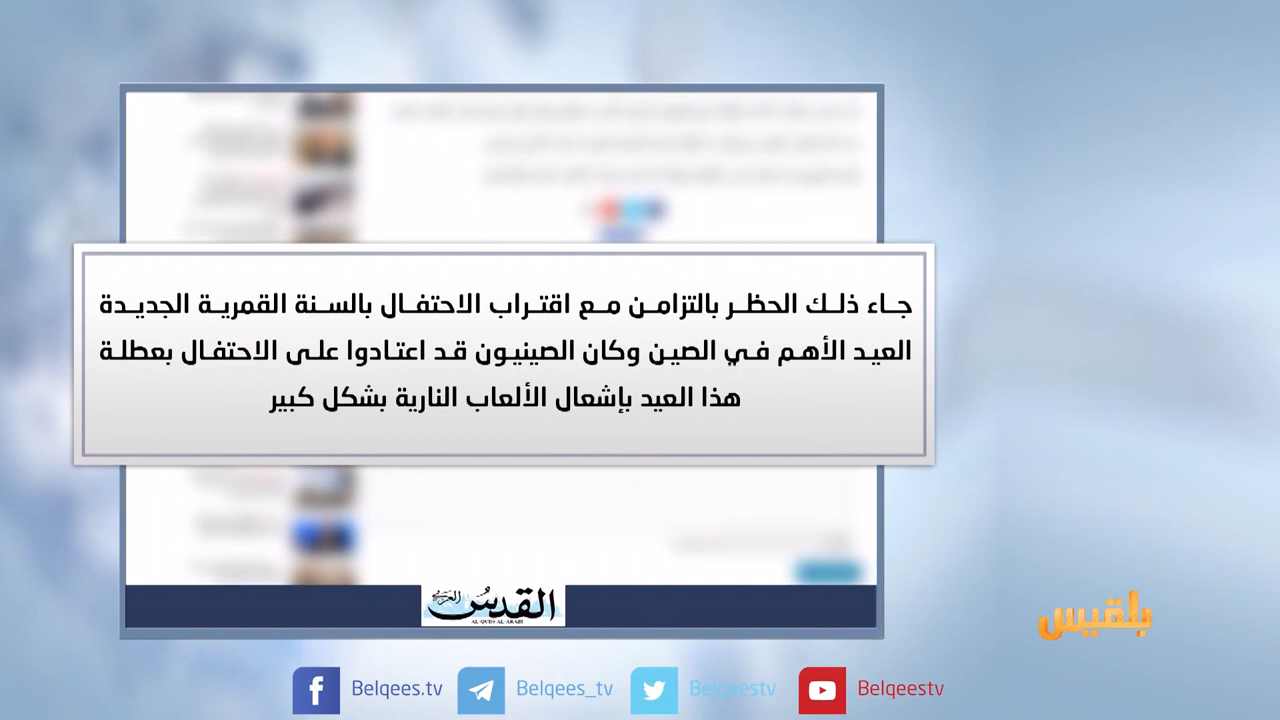 جاء ذلك الحظر بالتزامن مع اقتراب الاحتفال بالسنة القمرية الجديدة
العيد الأهم في الصين وكان الصينيون قد اعتادوا على الاحتفال بعطلة
هذا العيد بإشعال الألعاب النارية بشكل كبير
القدس العربي
AL-QUDS AL-ARABI
بلقيس
Belqees.tv
Belqees_tv
Belqeestv
Belqeestv